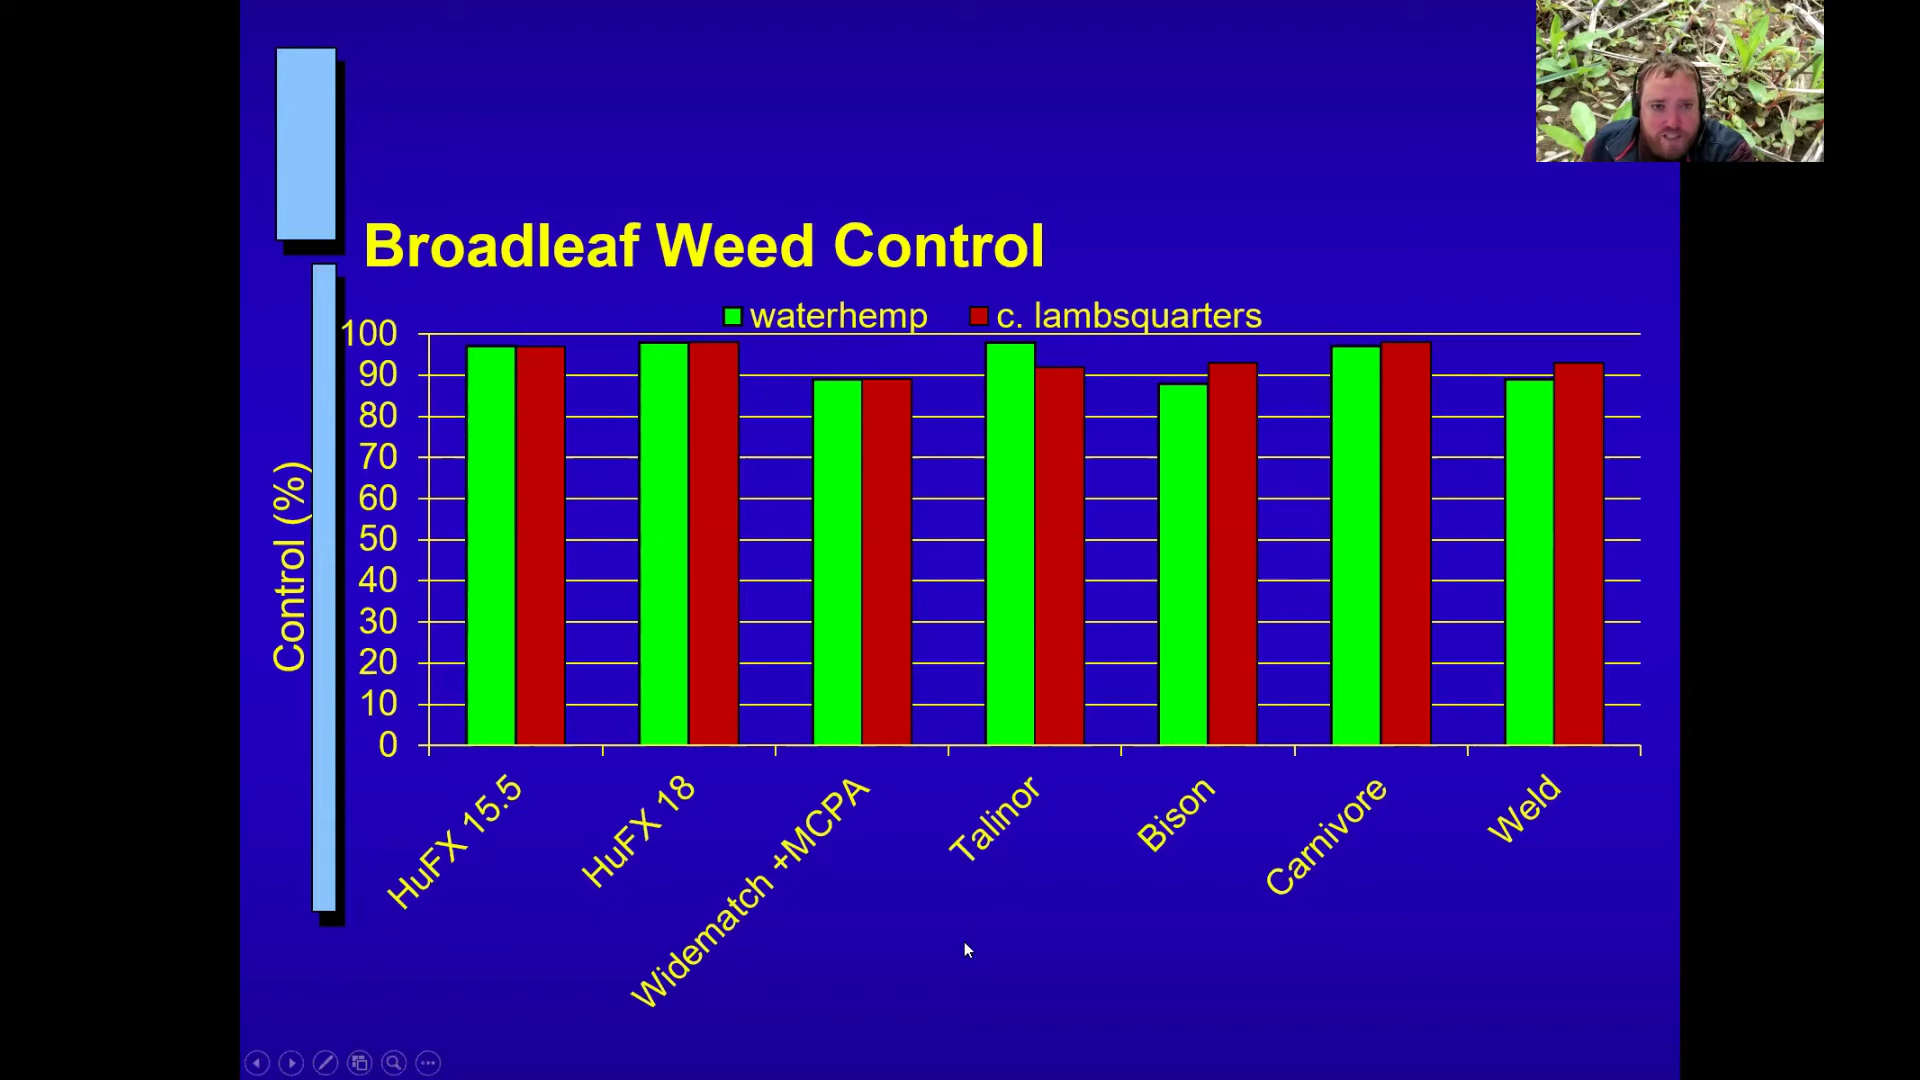 Broadleaf Weed Control
waterhemp c. lambsquarters
100
90
80
70
60
50
40
30
20
10
0
Control (%)
HuFX 15.5
HuFX 18
Widematch +MCPA
Talinor
Bison
Carnivore
Weld